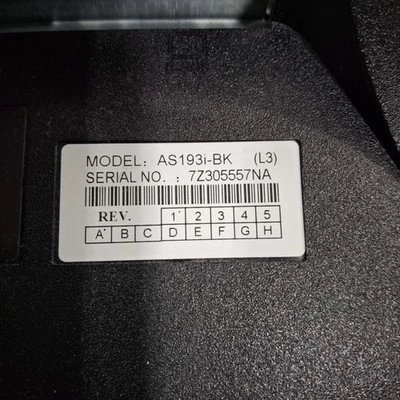 MODEL: AS193i-BK (L3)
SERIAL NO. : 7Z305557NA
REV. 1 2 3 4 5
A B C D E F G H